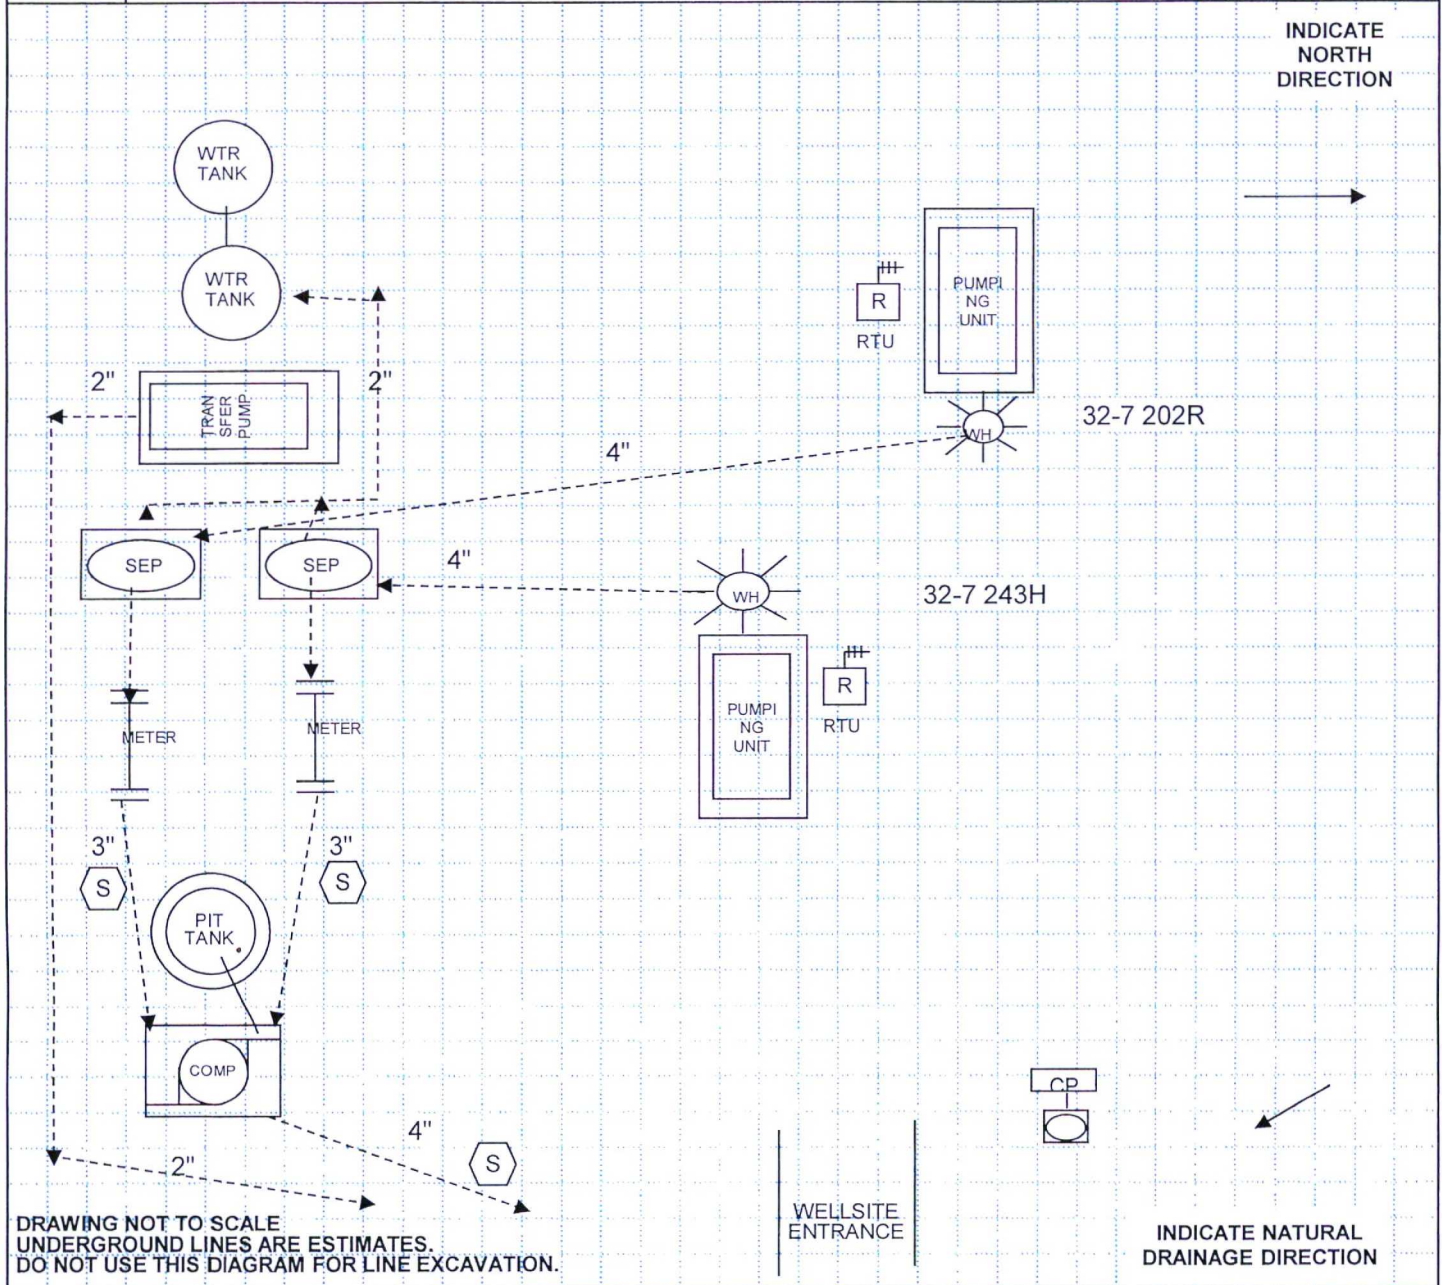 INDICATE
NORTH
DIRECTION
WTR
TANK
WTR
TANK
PUMPI
NG
UNIT
R
RTU
2"
2"
TRAN
SFER
PUMP
WH
32-7 202R
4"
SEP
SEP
4"
WH
32-7 243H
R
RTU
PUMPI
NG
UNIT
METER
METER
3"
3"
S
S
PIT
TANK
COMP
CP
4"
S
2"
WELLSITE
ENTRANCE
DRAWING NOT TO SCALE
UNDERGROUND LINES ARE ESTIMATES.
DO NOT USE THIS DIAGRAM FOR LINE EXCAVATION.
INDICATE NATURAL
DRAINAGE DIRECTION